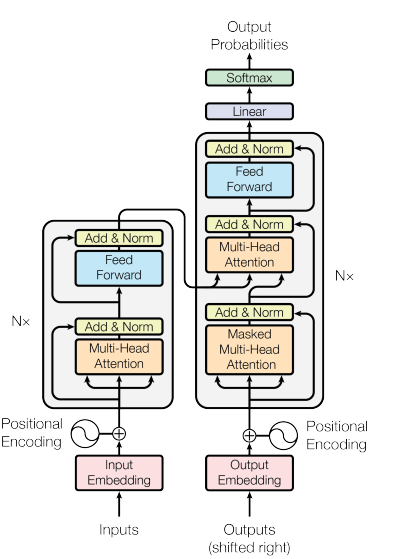 Output
Probabilities
Softmax
Linear
Add & Norm
Feed
Forward
Add & Norm
Multi-Head
Attention
Nx
Add & Norm
Masked
Multi-Head
Attention
Add & Norm
Feed
Forward
Nx
Add & Norm
Multi-Head
Attention
Positional
Encoding
Positional
Encoding
Input
Embedding
Output
Embedding
Inputs
Outputs
(shifted right)